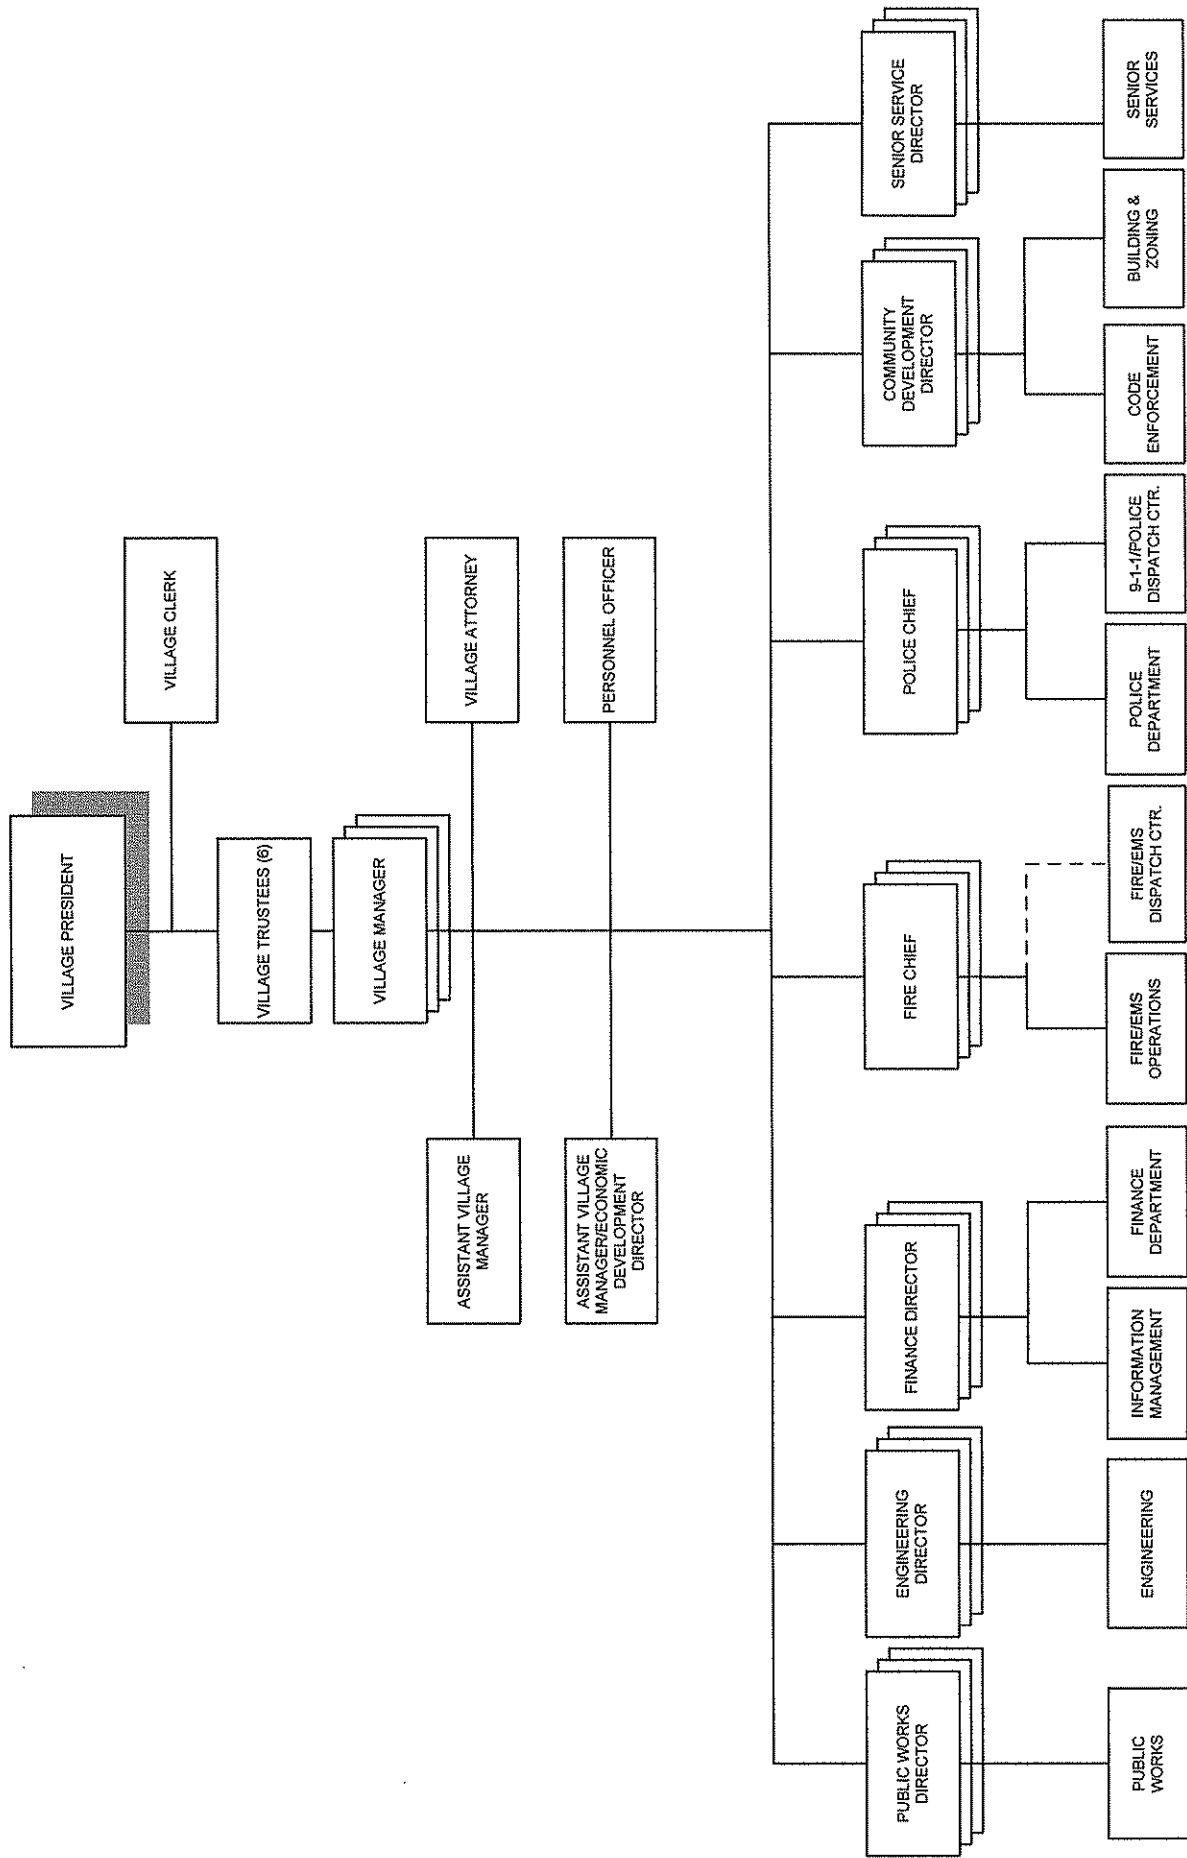 VILLAGE PRESIDENT
VILLAGE CLERK
VILLAGE TRUSTEES (6)
VILLAGE MANAGER
ASSISTANT VILLAGE
MANAGER
VILLAGE ATTORNEY
ASSISTANT VILLAGE
MANAGER/ECONOMIC
DEVELOPMENT
DIRECTOR
PERSONNEL OFFICER
PUBLIC WORKS
DIRECTOR
ENGINEERING
DIRECTOR
FINANCE DIRECTOR
FIRE CHIEF
POLICE CHIEF
COMMUNITY
DEVELOPMENT
DIRECTOR
SENIOR SERVICE
DIRECTOR
PUBLIC
WORKS
ENGINEERING
INFORMATION
MANAGEMENT
FINANCE
DEPARTMENT
FIRE/EMS
OPERATIONS
FIRE/EMS
DISPATCH CTR.
POLICE
DEPARTMENT
9-1-1/POLICE
DISPATCH CTR.
CODE
ENFORCEMENT
BUILDING &
ZONING
SENIOR
SERVICES